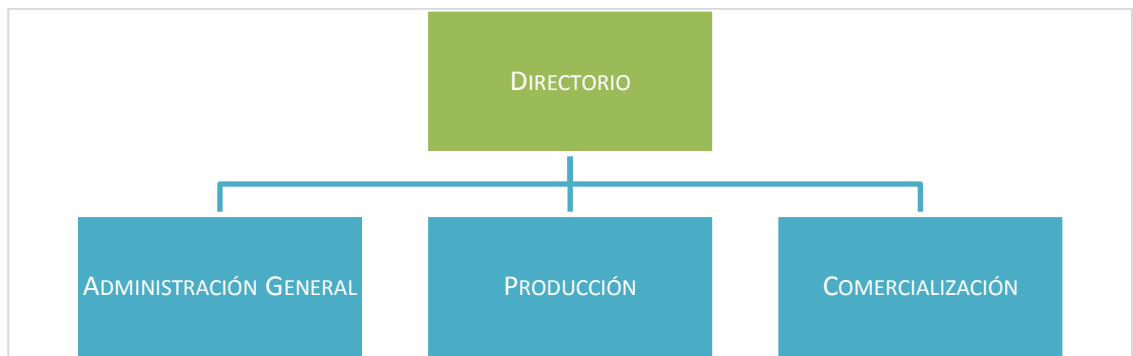 Directorio
Administración General
Producción
Comercialización